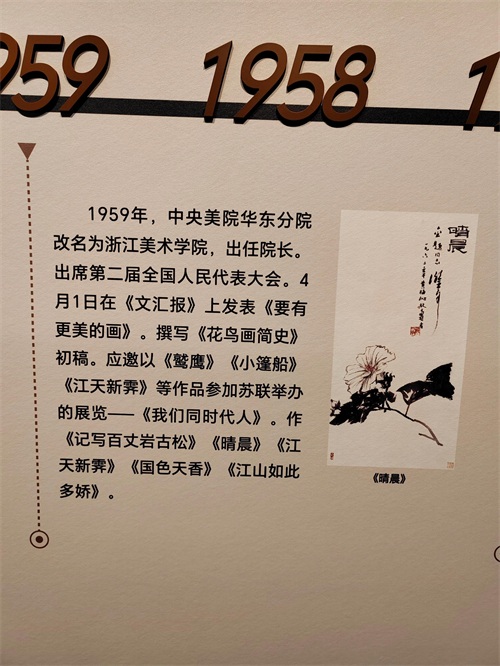 959
1958
1959年，中央美院华东分院
改名为浙江美术学院，出任院长。
出席第二届全国人民代表大会。4
月1日在《文汇报》上发表《要有
更美的画》。撰写《花鸟画简史》
初稿。应邀以《鹫鹰》《小篷船》
《江天新霁》等作品参加苏联举办
的展览——《我们同时代人》。作
《记写百丈岩古松》《晴晨》《江
天新霁》《国色天香》《江山如此
多娇》。
晴晨
《晴晨》